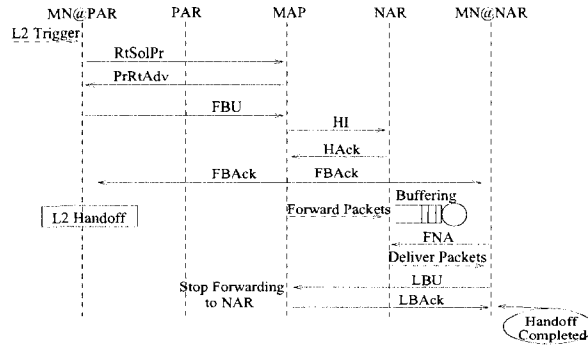 MN@PAR PAR MAP NAR MN@NAR
L2 Trigger
RtSolPr
PrRtAdv
FBU
HI
HAck
FBAck FBAck
Buffering
L2 Handoff
Forward Packets
FNA
Deliver Packets
LBU
Stop Forwarding
to NAR
LBAck
Handoff
Completed